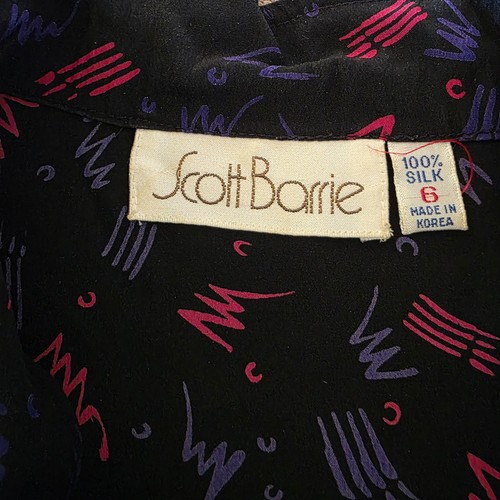 Scott Barrie
100%
SILK
6
MADE IN
KOREA